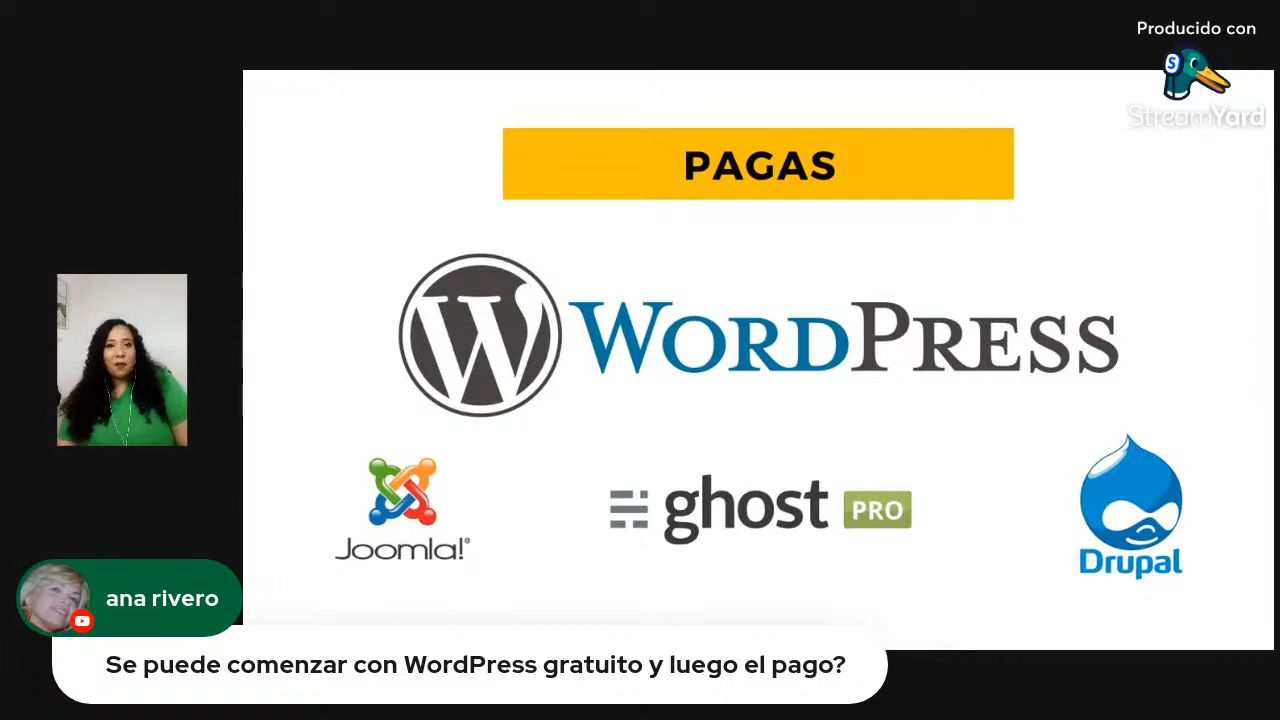 Producido con
StreamYard
PAGAS
WORDPRESS
Joomla!®
ghost PRO
Drupal
ana rivero
Se puede comenzar con WordPress gratuito y luego el pago?